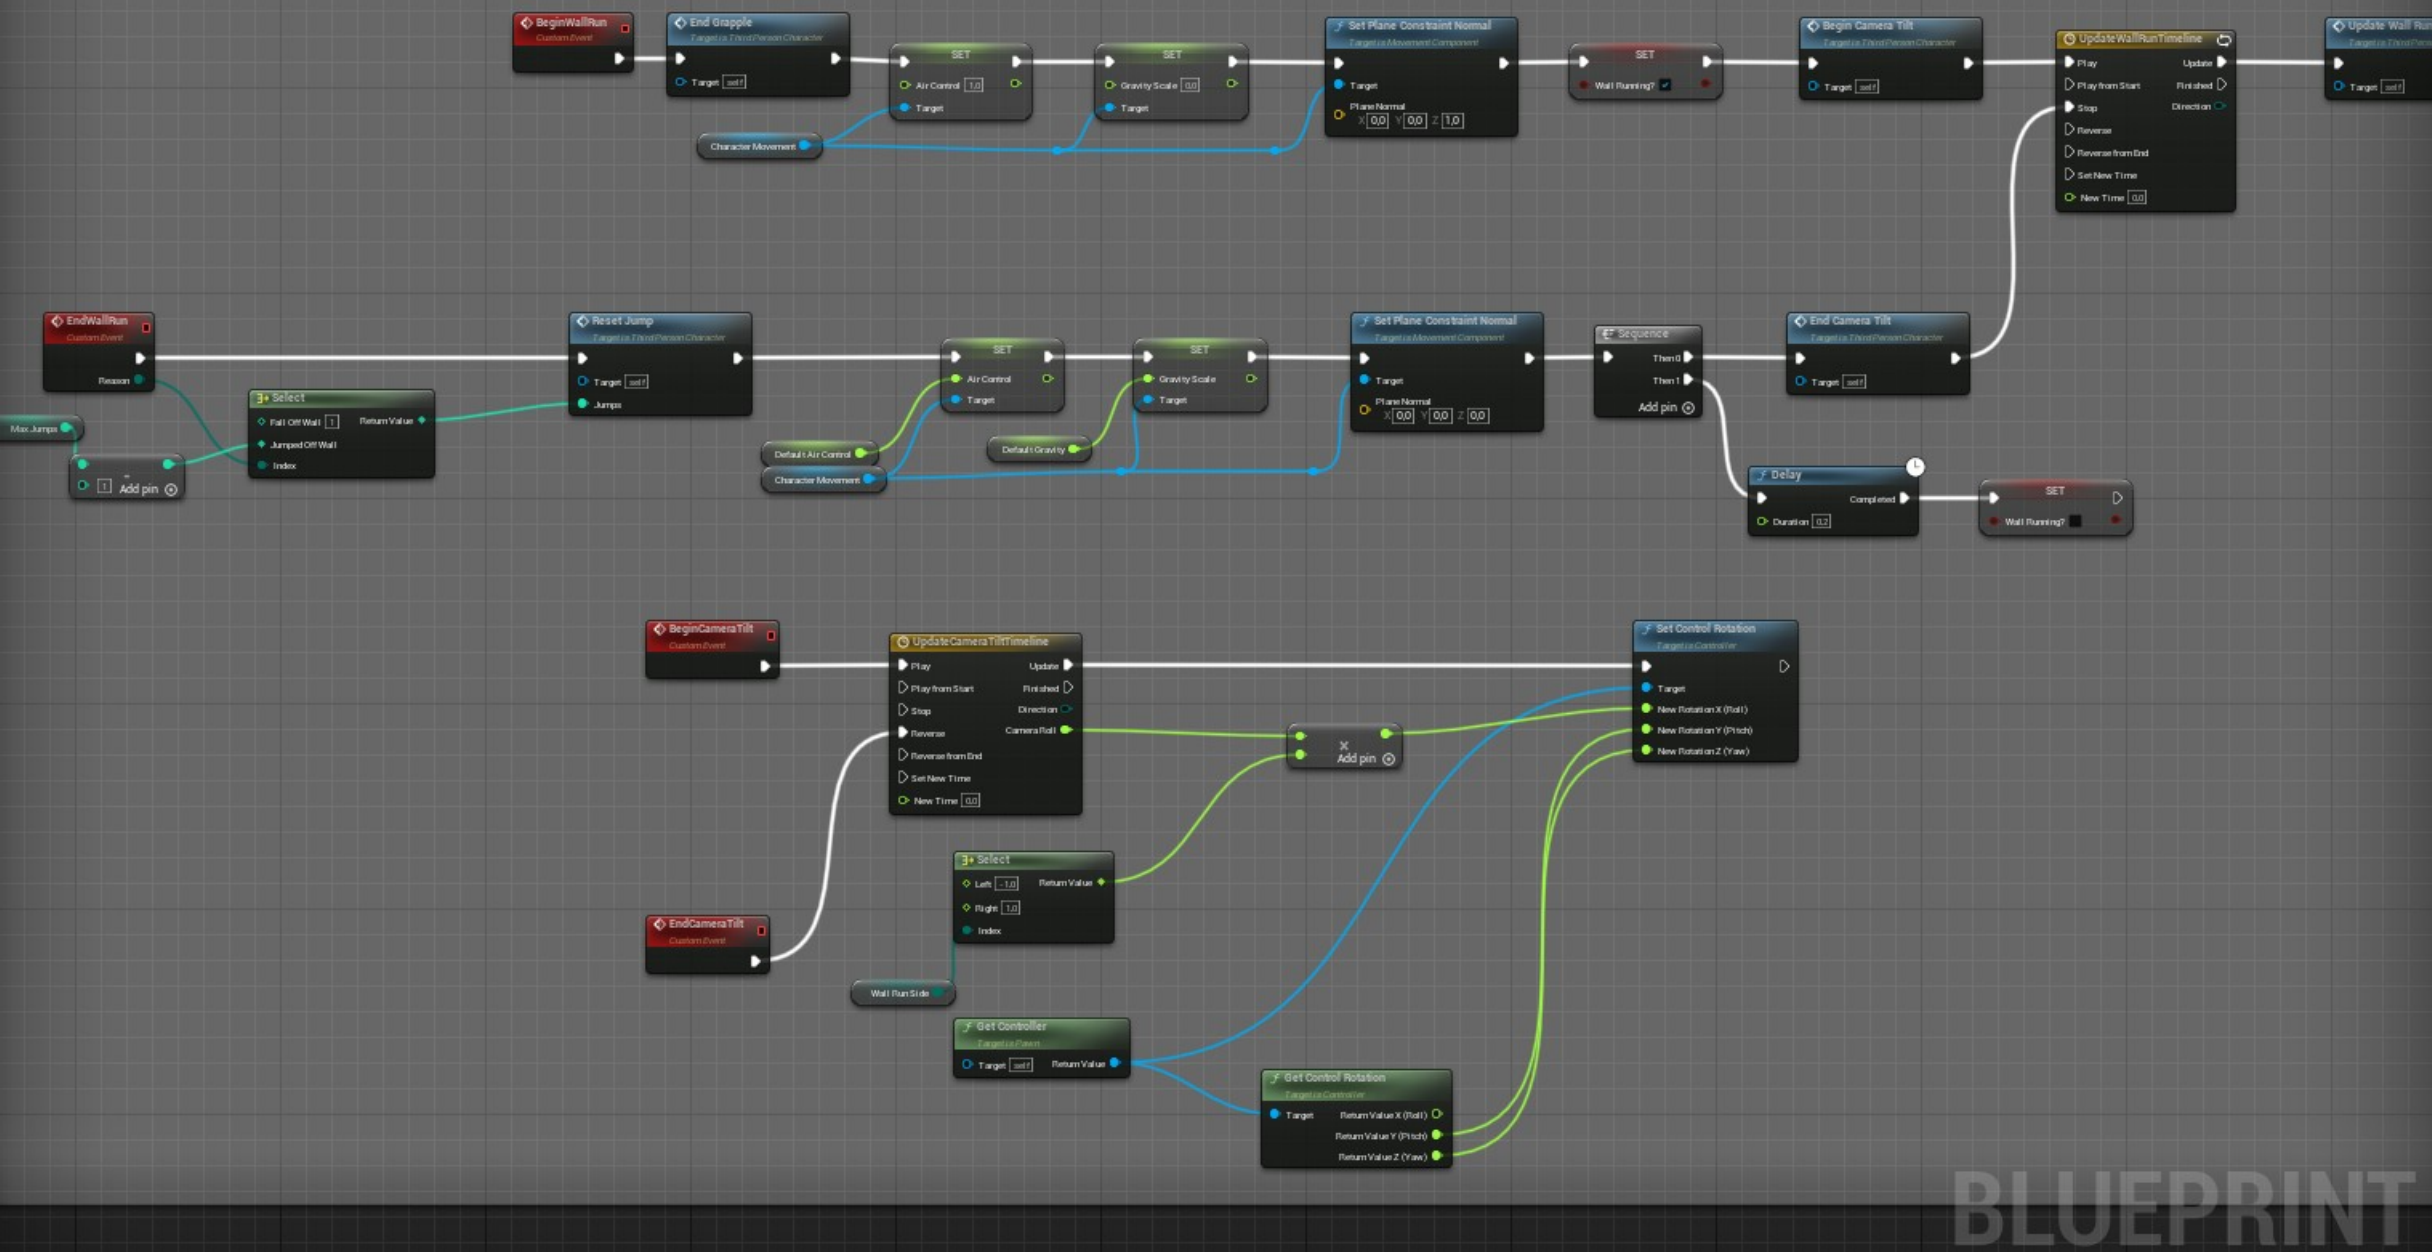 BeginWallRun
Custom Event
End Grapple
Target is Third Person Character
Target self
SET
Air Control 1,0
Target
SET
Gravity Scale 0,0
Target
Character Movement
Set Plane Constraint Normal
Target is Movement Component
Target
Plane Normal
X 0,0 Y 0,0 Z 1,0
SET
Wall Running?
Begin Camera Tilt
Target is Third Person Character
Target self
UpdateWallRunTimeline
Play Update
Play from Start Finished
Stop Direction
Reverse
Reverse from End
Set New Time
New Time 0,0
Update Wall Run
Target is Third Person
Target self
EndWallRun
Custom Event
Reason
Max Jumps
-
1 Add pin
Select
Fall Off Wall 1 Return Value
Jumped Off Wall
Index
Reset Jump
Target is Third Person Character
Target self
Jumps
SET
Air Control
Target
Default Air Control
Character Movement
SET
Gravity Scale
Target
Default Gravity
Set Plane Constraint Normal
Target is Movement Component
Target
Plane Normal
X 0,0 Y 0,0 Z 0,0
Sequence
Then 0
Then 1
Add pin
End Camera Tilt
Target is Third Person Character
Target self
Delay
Completed
Duration 0,2
SET
Wall Running?
BeginCameraTilt
Custom Event
UpdateCameraTiltTimeline
Play Update
Play from Start Finished
Stop Direction
Reverse Camera Roll
Reverse from End
Set New Time
New Time 0,0
×
Add pin
Set Control Rotation
Target is Controller
Target
New Rotation X (Roll)
New Rotation Y (Pitch)
New Rotation Z (Yaw)
Select
Left -1,0 Return Value
Right 1,0
Index
EndCameraTilt
Custom Event
Wall Run Side
Get Controller
Target is Pawn
Target self Return Value
Get Control Rotation
Target is Controller
Target Return Value X (Roll)
Return Value Y (Pitch)
Return Value Z (Yaw)
BLUEPRINT